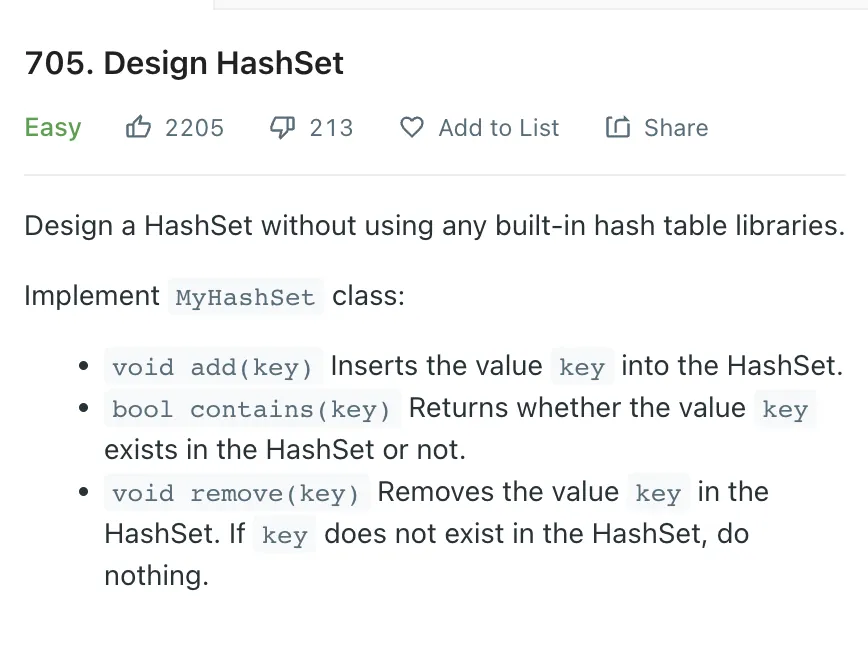 705. Design HashSet
Easy 2205 213 Add to List Share
Design a HashSet without using any built-in hash table libraries.
Implement MyHashSet class:
• void add(key) Inserts the value key into the HashSet.
• bool contains(key) Returns whether the value key
exists in the HashSet or not.
• void remove(key) Removes the value key in the
HashSet. If key does not exist in the HashSet, do
nothing.